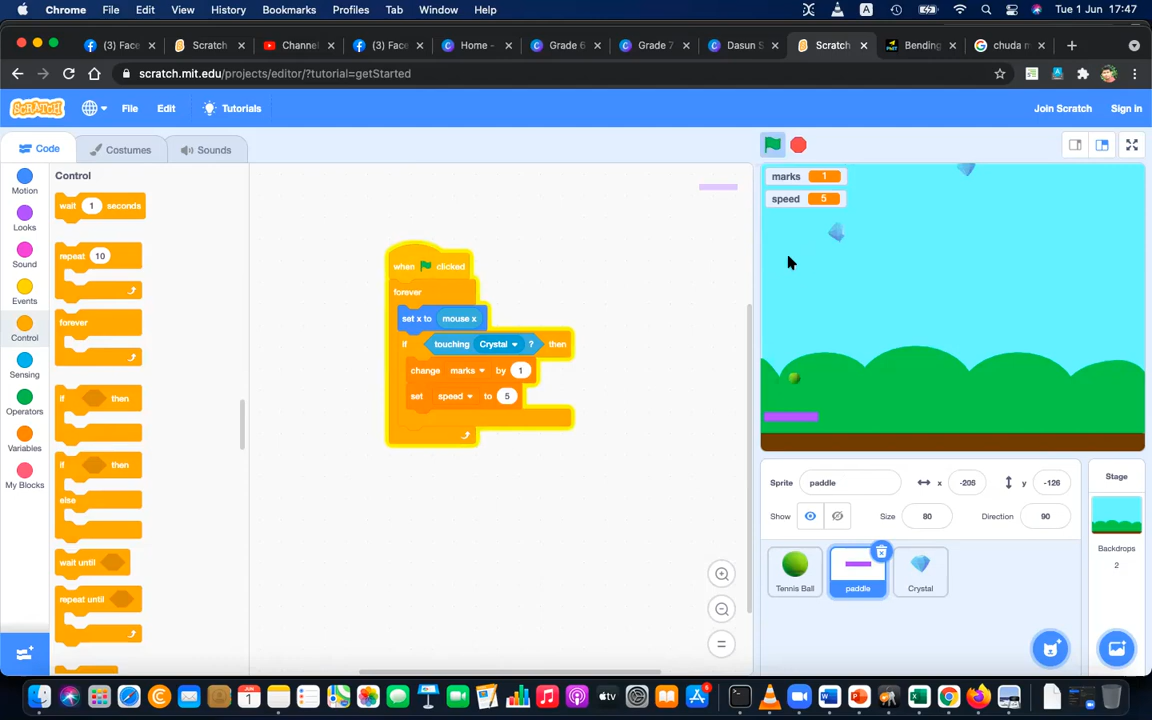 Chrome File Edit View History Bookmarks Profiles Tab Window Help A Tue 1 Jun 17:47
(3) Face Scratch Channel (3) Face Home - Grade 6 Grade 7 Dasun S Scratch Bending chuda m
scratch.mit.edu/projects/editor/?tutorial=getStarted
SCRATCH File Edit Tutorials Join Scratch Sign in
Code Costumes Sounds
Motion
Looks
Sound
Events
Control
Sensing
Operators
Variables
My Blocks
Control
wait 1 seconds
repeat 10
forever
if then
if then
else
wait until
repeat until
when clicked
forever
set x to mouse x
if touching Crystal ? then
change marks by 1
set speed to 5
marks 1
speed 5
Sprite paddle x -205 y -126
Show Size 80 Direction 90
Tennis Ball
paddle
Crystal
Stage
Backdrops
2